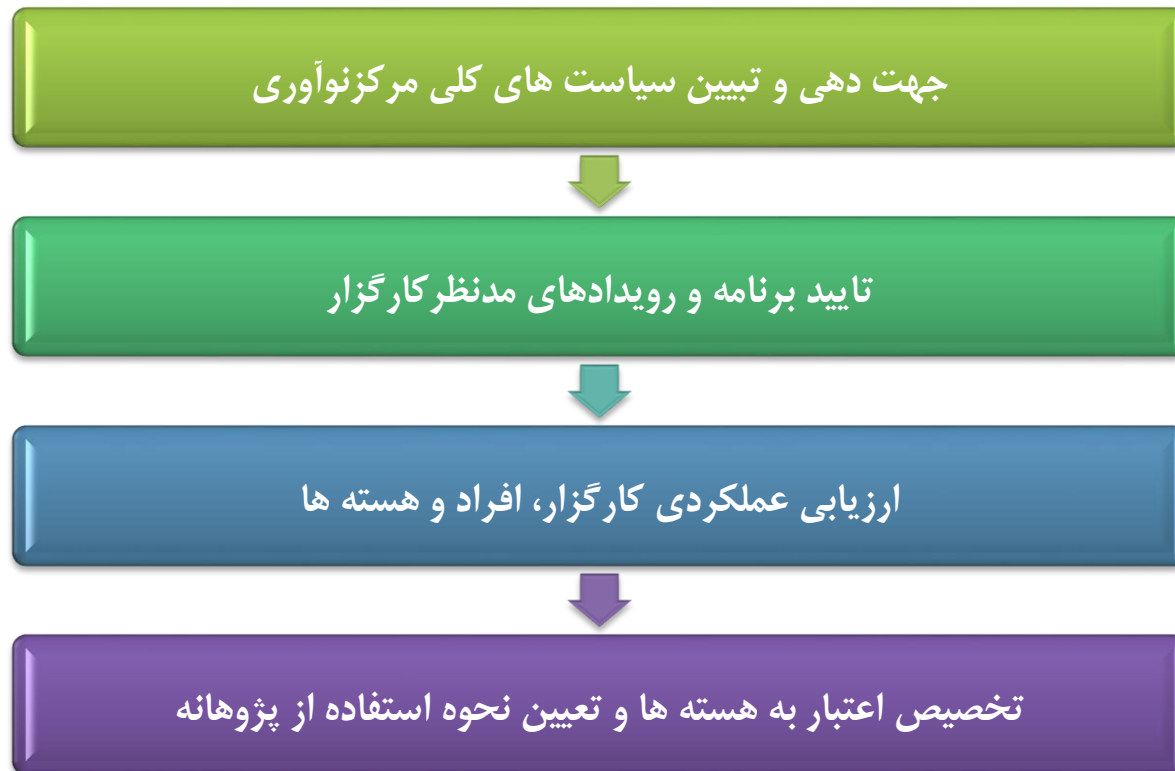 جهت دهی و تبیین سیاست های کلی مرکزنوآوری
تایید برنامه و رویدادهای مدنظرکارگزار
ارزیابی عملکردی کارگزار، افراد و هسته ها
تخصیص اعتبار به هسته ها و تعیین نحوه استفاده از پژوهانه